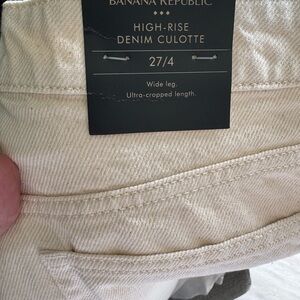 BANANA REPUBLIC
HIGH-RISE
DENIM CULOTTE
27/4
Wide leg.
Ultra-cropped length.